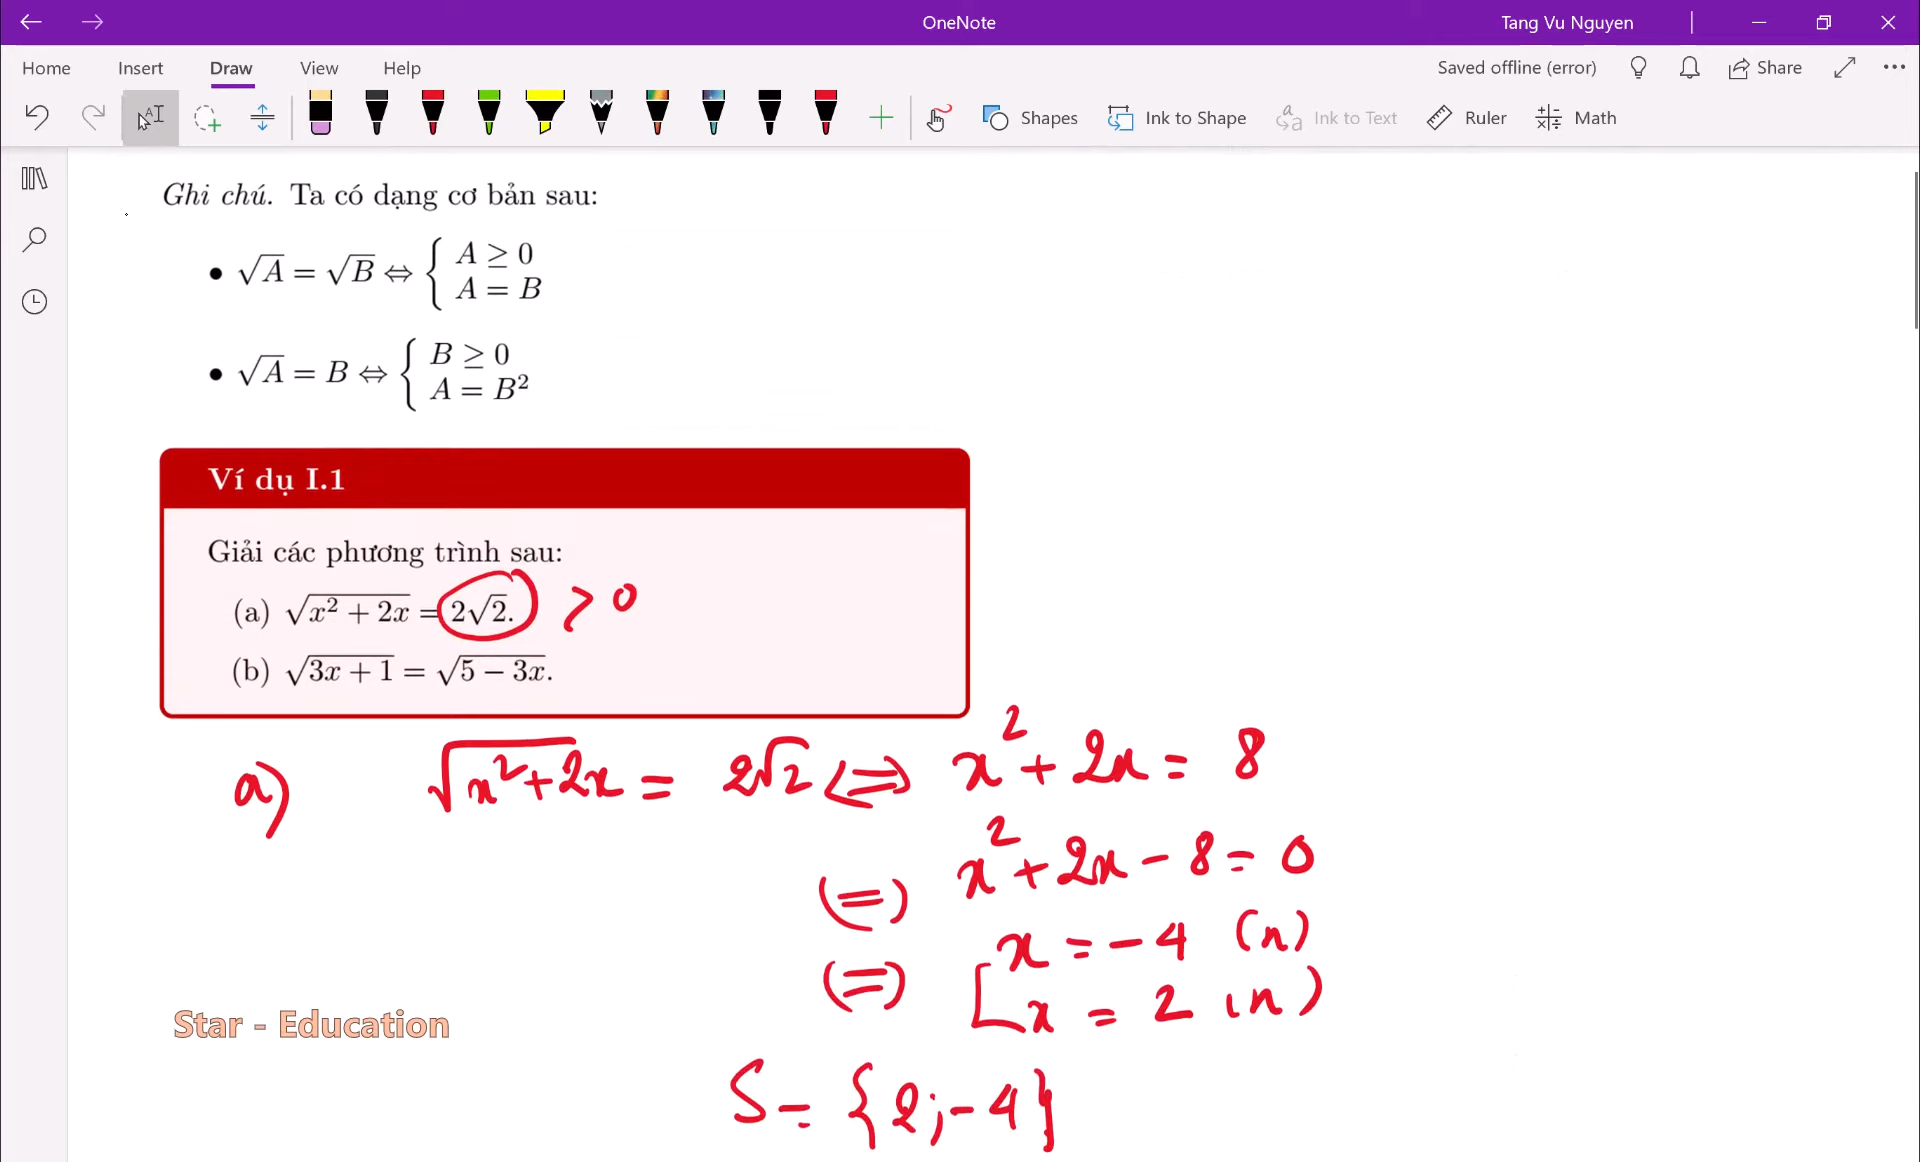 OneNote
Tang Vu Nguyen
Home Insert Draw View Help
Saved offline (error) Share
Shapes Ink to Shape Ink to Text Ruler Math
Ghi chú. Ta có dạng cơ bản sau:
• √A = √B ⇔ { A ≥ 0
A = B
• √A = B ⇔ { B ≥ 0
A = B²
Ví dụ I.1
Giải các phương trình sau:
(a) √(x² + 2x) = 2√2. > 0
(b) √(3x + 1) = √(5 − 3x).
a) √(x²+2x) = 2√2 <=> x² + 2x = 8
(=) x² + 2x − 8 = 0
(=) [ x = −4 (n)
x = 2 (n)
Star - Education
S = {2; −4}